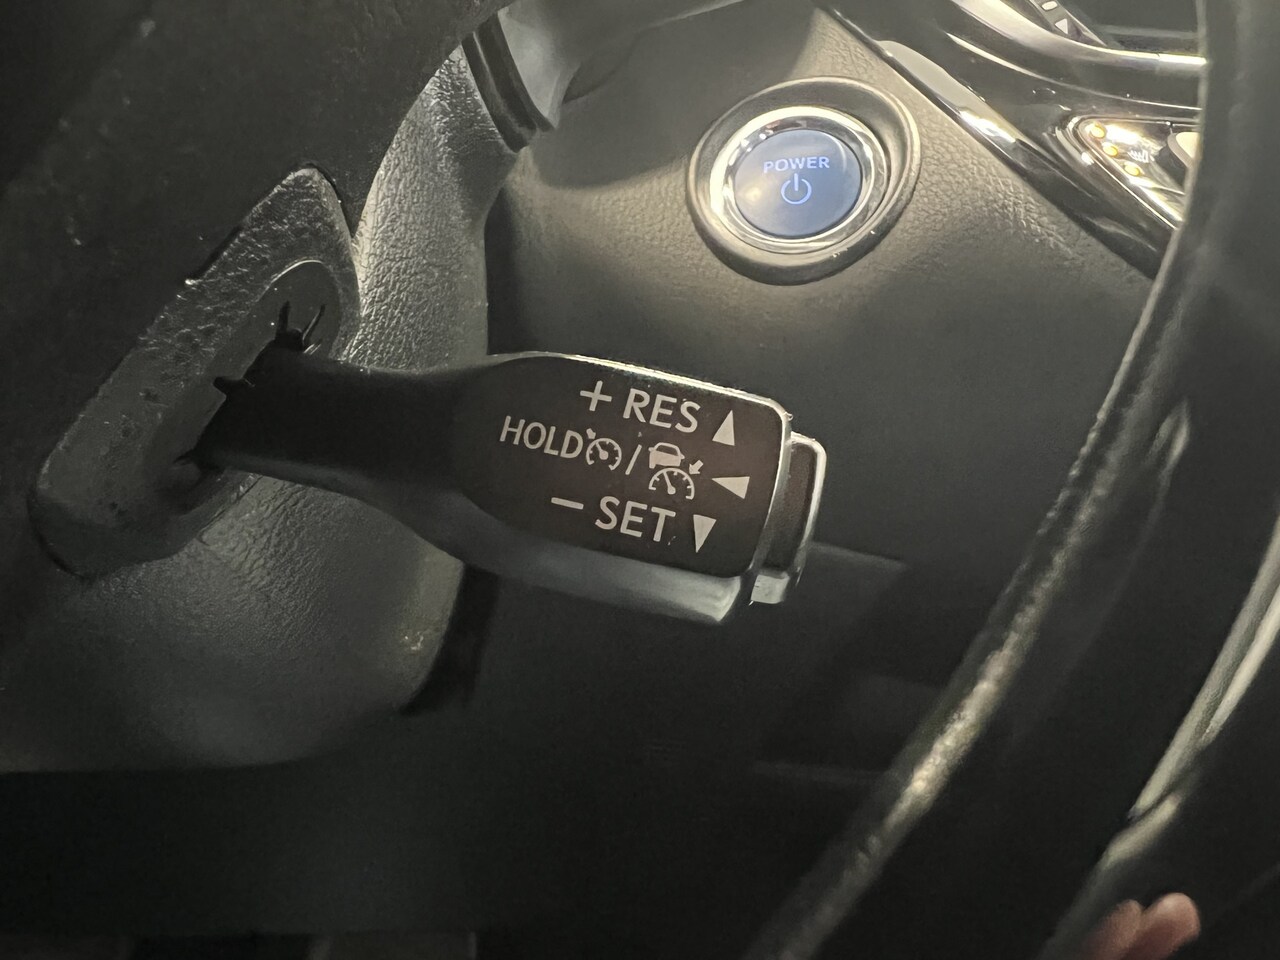 POWER
+ RES
HOLD /
− SET